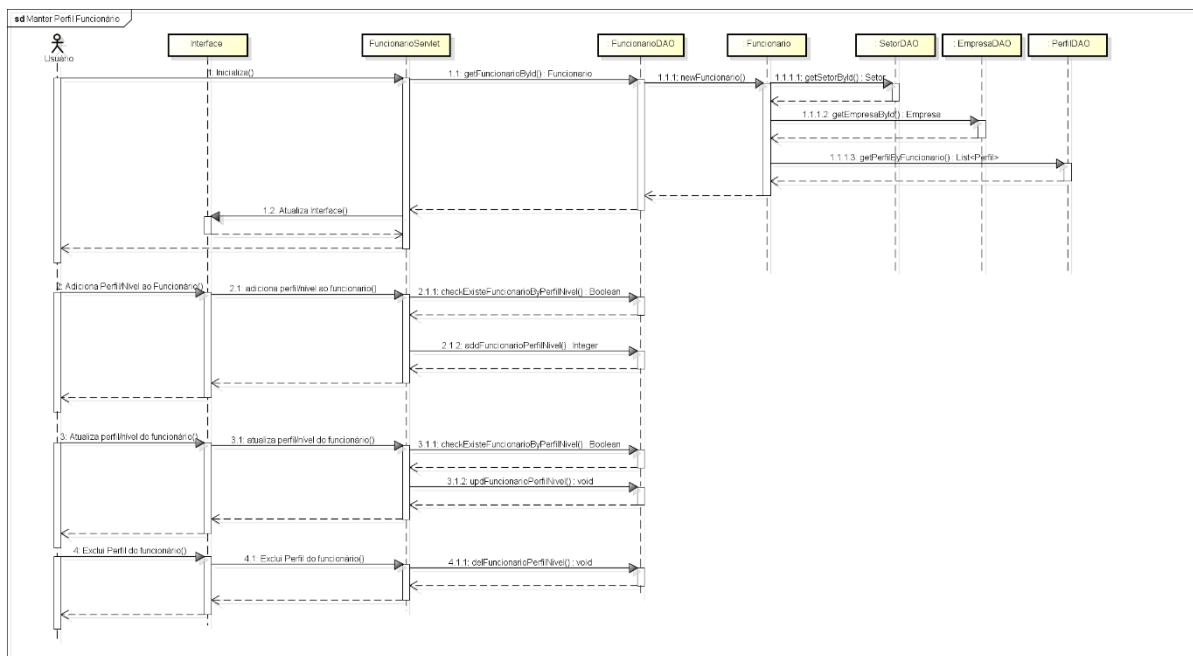 sd Manter Perfil Funcionário
Usuário
Interface
FuncionarioServlet
: FuncionarioDAO
: Funcionario
: SetorDAO
: EmpresaDAO
: PerfilDAO
1: Inicializa()
1.1: getFuncionarioById() : Funcionario
1.1.1: newFuncionario()
1.1.1.1: getSetorById() : Setor
1.1.1.2: getEmpresaById() : Empresa
1.1.1.3: getPerfilByFuncionario() : List<Perfil>
1.2: Atualiza Interface()
2: Adiciona Perfil/Nível ao Funcionário()
2.1: adiciona perfil/nível ao funcionario()
2.1.1: checkExisteFuncionarioByPerfilNivel() : Boolean
2.1.2: addFuncionarioPerfilNivel() : Integer
3: Atualiza perfil/nível do funcionário()
3.1: atualiza perfil/nível do funcionário()
3.1.1: checkExisteFuncionarioByPerfilNivel() : Boolean
3.1.2: updFuncionarioPerfilNivel() : void
4: Exclui Perfil do funcionário()
4.1: Exclui Perfil do funcionário()
4.1.1: delFuncionarioPerfilNivel() : void